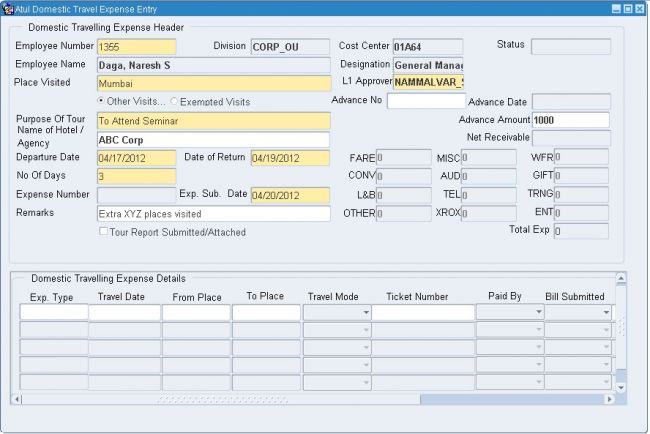 Atul Domestic Travel Expense Entry
Domestic Travelling Expense Header
Employee Number 1355 Division CORP_OU Cost Center 01A64 Status
Employee Name Daga, Naresh S Designation General Manag
Place Visited Mumbai L1 Approver NAMMALVAR_S
Other Visits... Exempted Visits Advance No Advance Date
Purpose Of Tour To Attend Seminar Advance Amount 1000
Name of Hotel / Agency ABC Corp Net Receivable
Departure Date 04/17/2012 Date of Return 04/19/2012 FARE 0 MISC 0 WFR 0
No Of Days 3 CONV 0 AUD 0 GIFT 0
Expense Number Exp. Sub. Date 04/20/2012 L&B 0 TEL 0 TRNG 0
Remarks Extra XYZ places visited OTHER 0 XROX 0 ENT 0
Tour Report Submitted/Attached Total Exp 0
Domestic Travelling Expense Details
Exp. Type Travel Date From Place To Place Travel Mode Ticket Number Paid By Bill Submitted